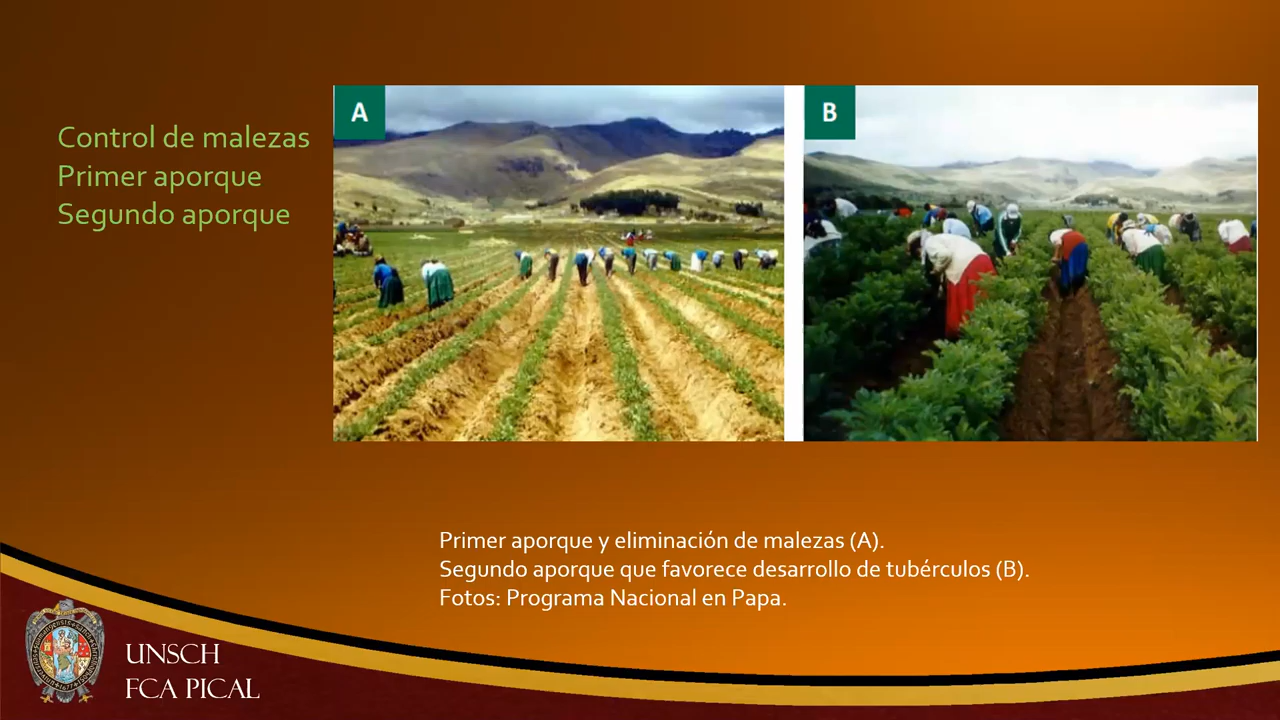 Control de malezas
Primer aporque
Segundo aporque
A
B
Primer aporque y eliminación de malezas (A).
Segundo aporque que favorece desarrollo de tubérculos (B).
Fotos: Programa Nacional en Papa.
UNSCH
FCA PICAL